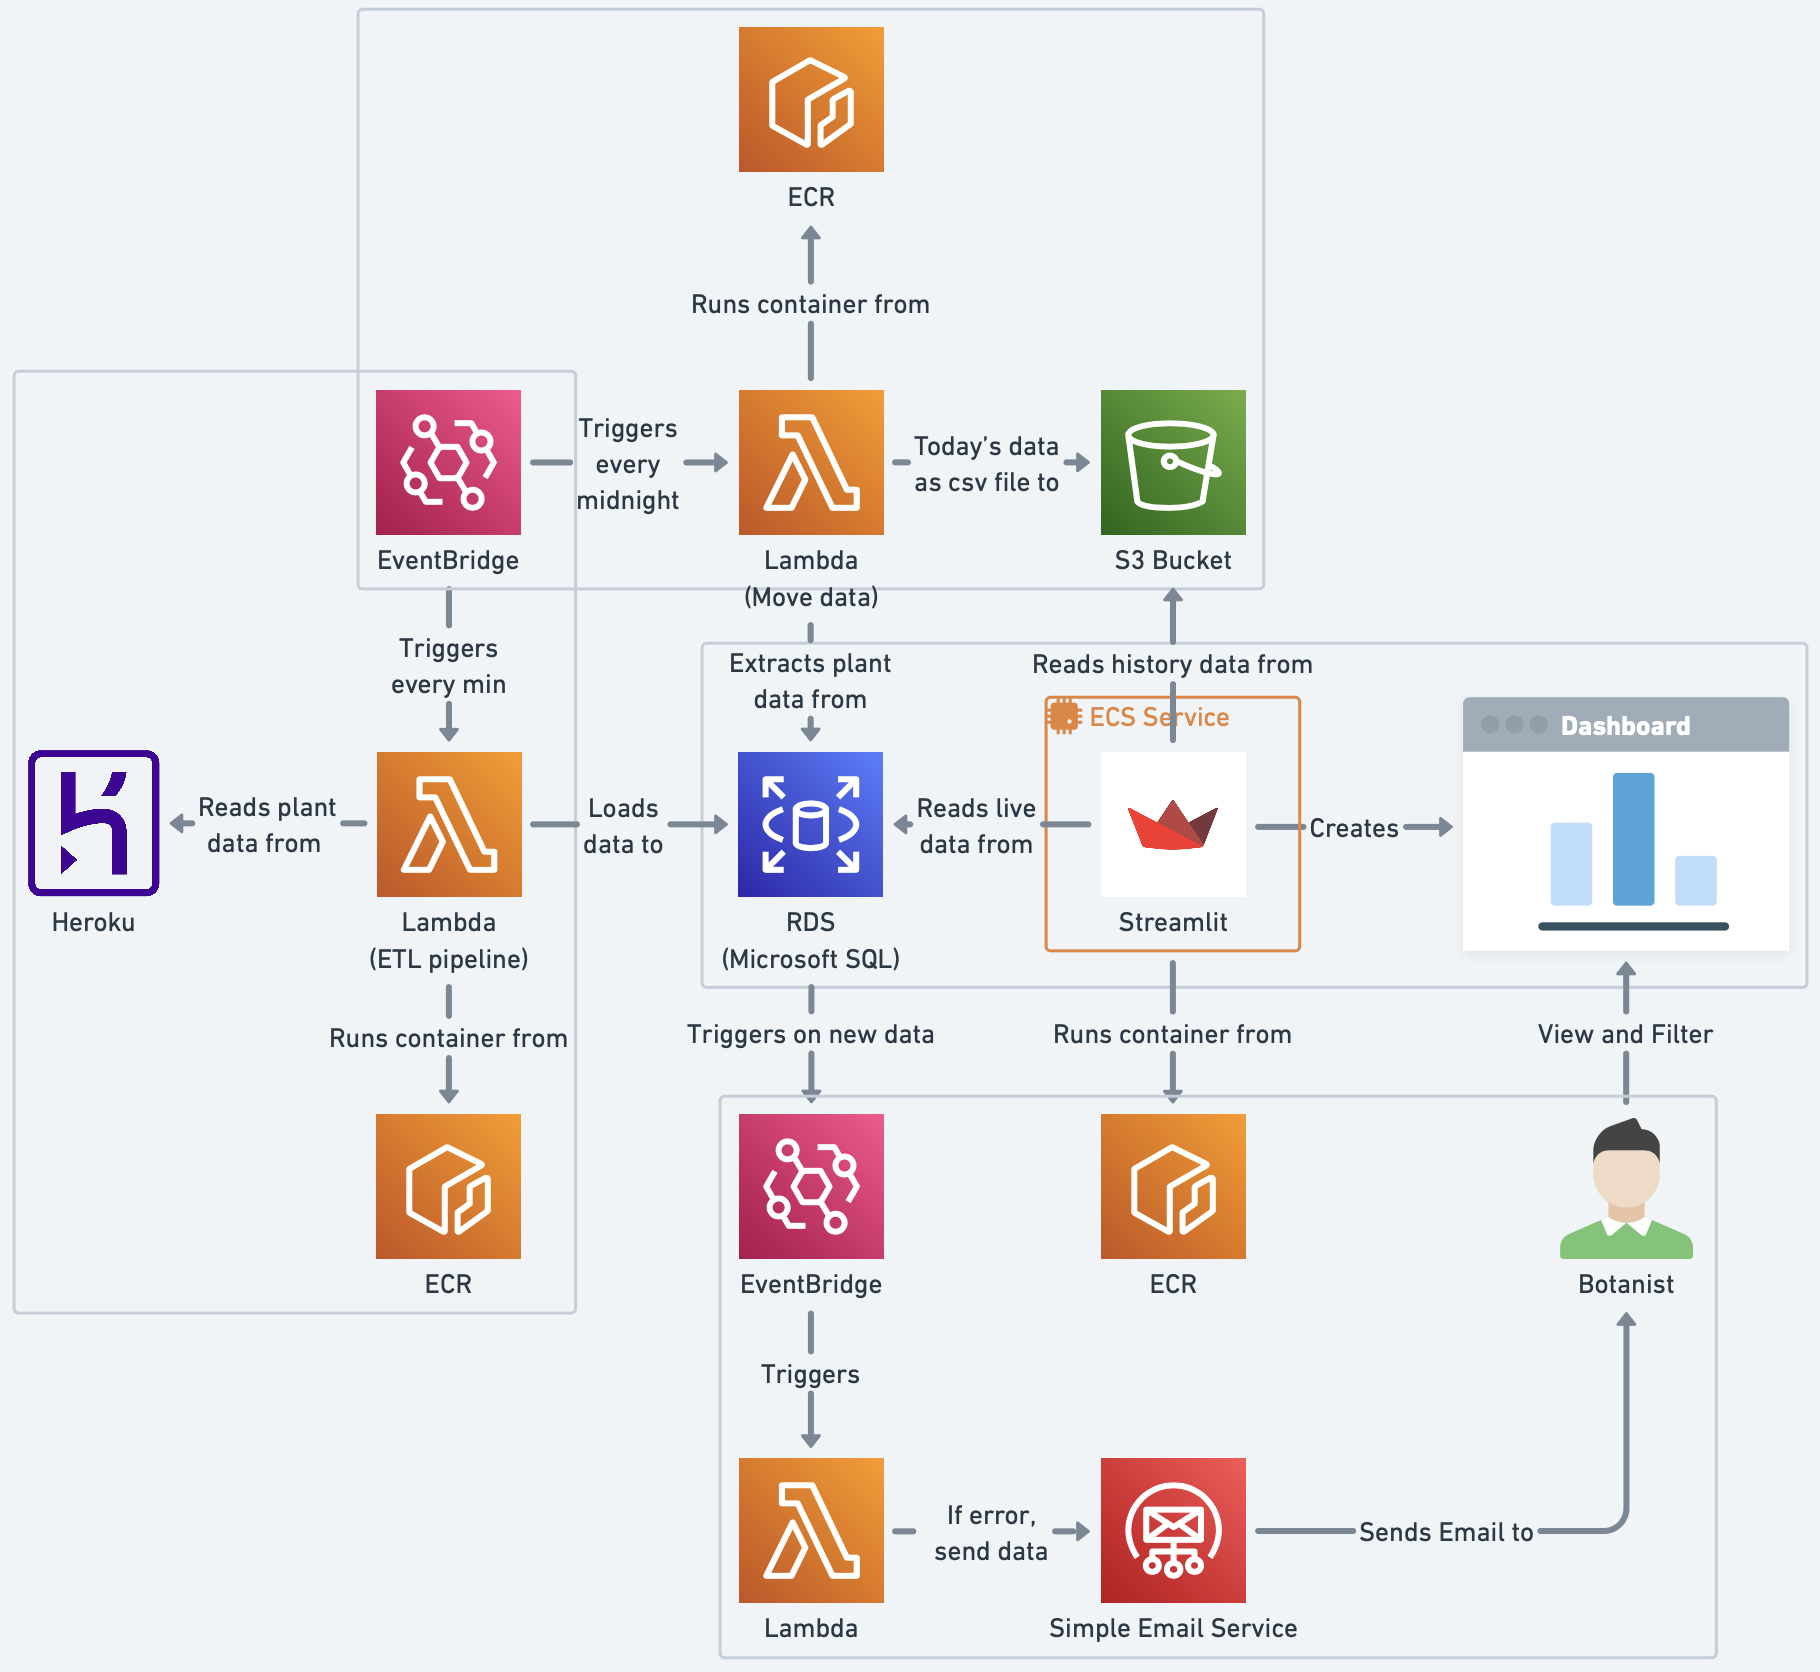 ECR
Runs container from
Triggers
every
midnight
Today's data
as csv file to
EventBridge
Lambda
(Move data)
S3 Bucket
Triggers
every min
Extracts plant
data from
Reads history data from
ECS Service
Dashboard
Reads plant
data from
Loads
data to
Reads live
data from
Creates
Heroku
Lambda
(ETL pipeline)
RDS
(Microsoft SQL)
Streamlit
Runs container from
Triggers on new data
Runs container from
View and Filter
ECR
EventBridge
ECR
Botanist
Triggers
If error,
send data
Sends Email to
Lambda
Simple Email Service